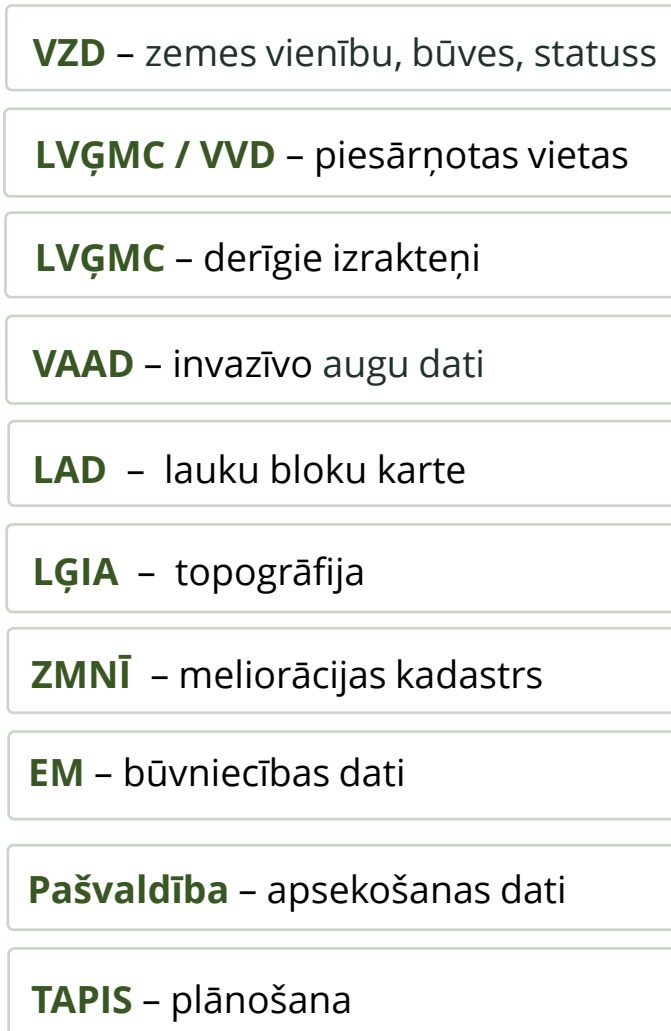 VZD – zemes vienību, būves, statuss
LVĢMC / VVD – piesārņotas vietas
LVĢMC – derīgie izrakteņi
VAAD – invazīvo augu dati
LAD – lauku bloku karte
LĢIA – topogrāfija
ZMNĪ – meliorācijas kadastrs
EM – būvniecības dati
Pašvaldība – apsekošanas dati
TAPIS – plānošana